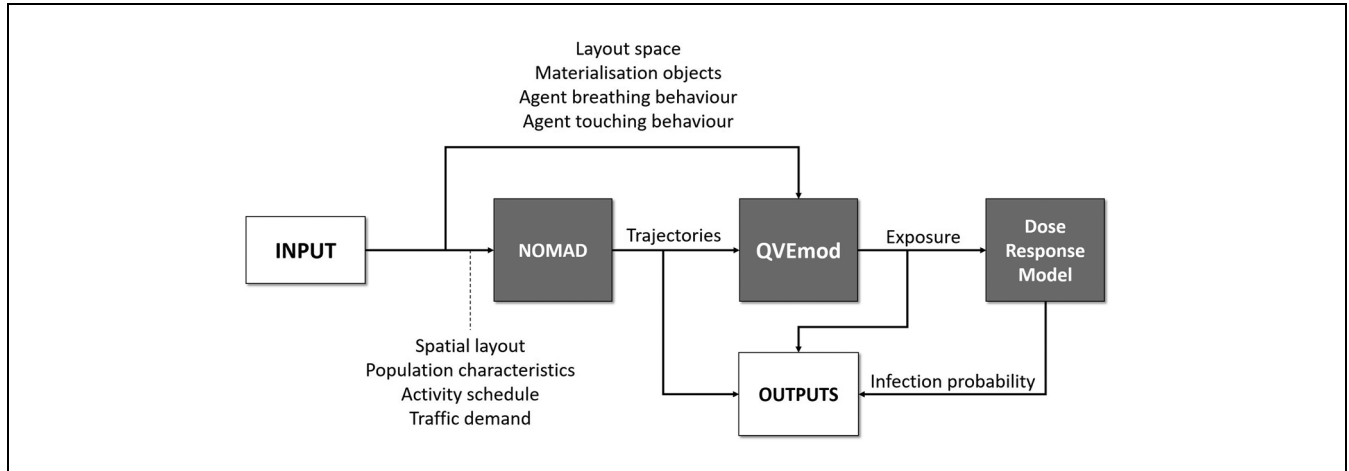 Layout space
Materialisation objects
Agent breathing behaviour
Agent touching behaviour
INPUT
NOMAD
Trajectories
QVEmod
Exposure
Dose
Response
Model
Spatial layout
Population characteristics
Activity schedule
Traffic demand
OUTPUTS
Infection probability